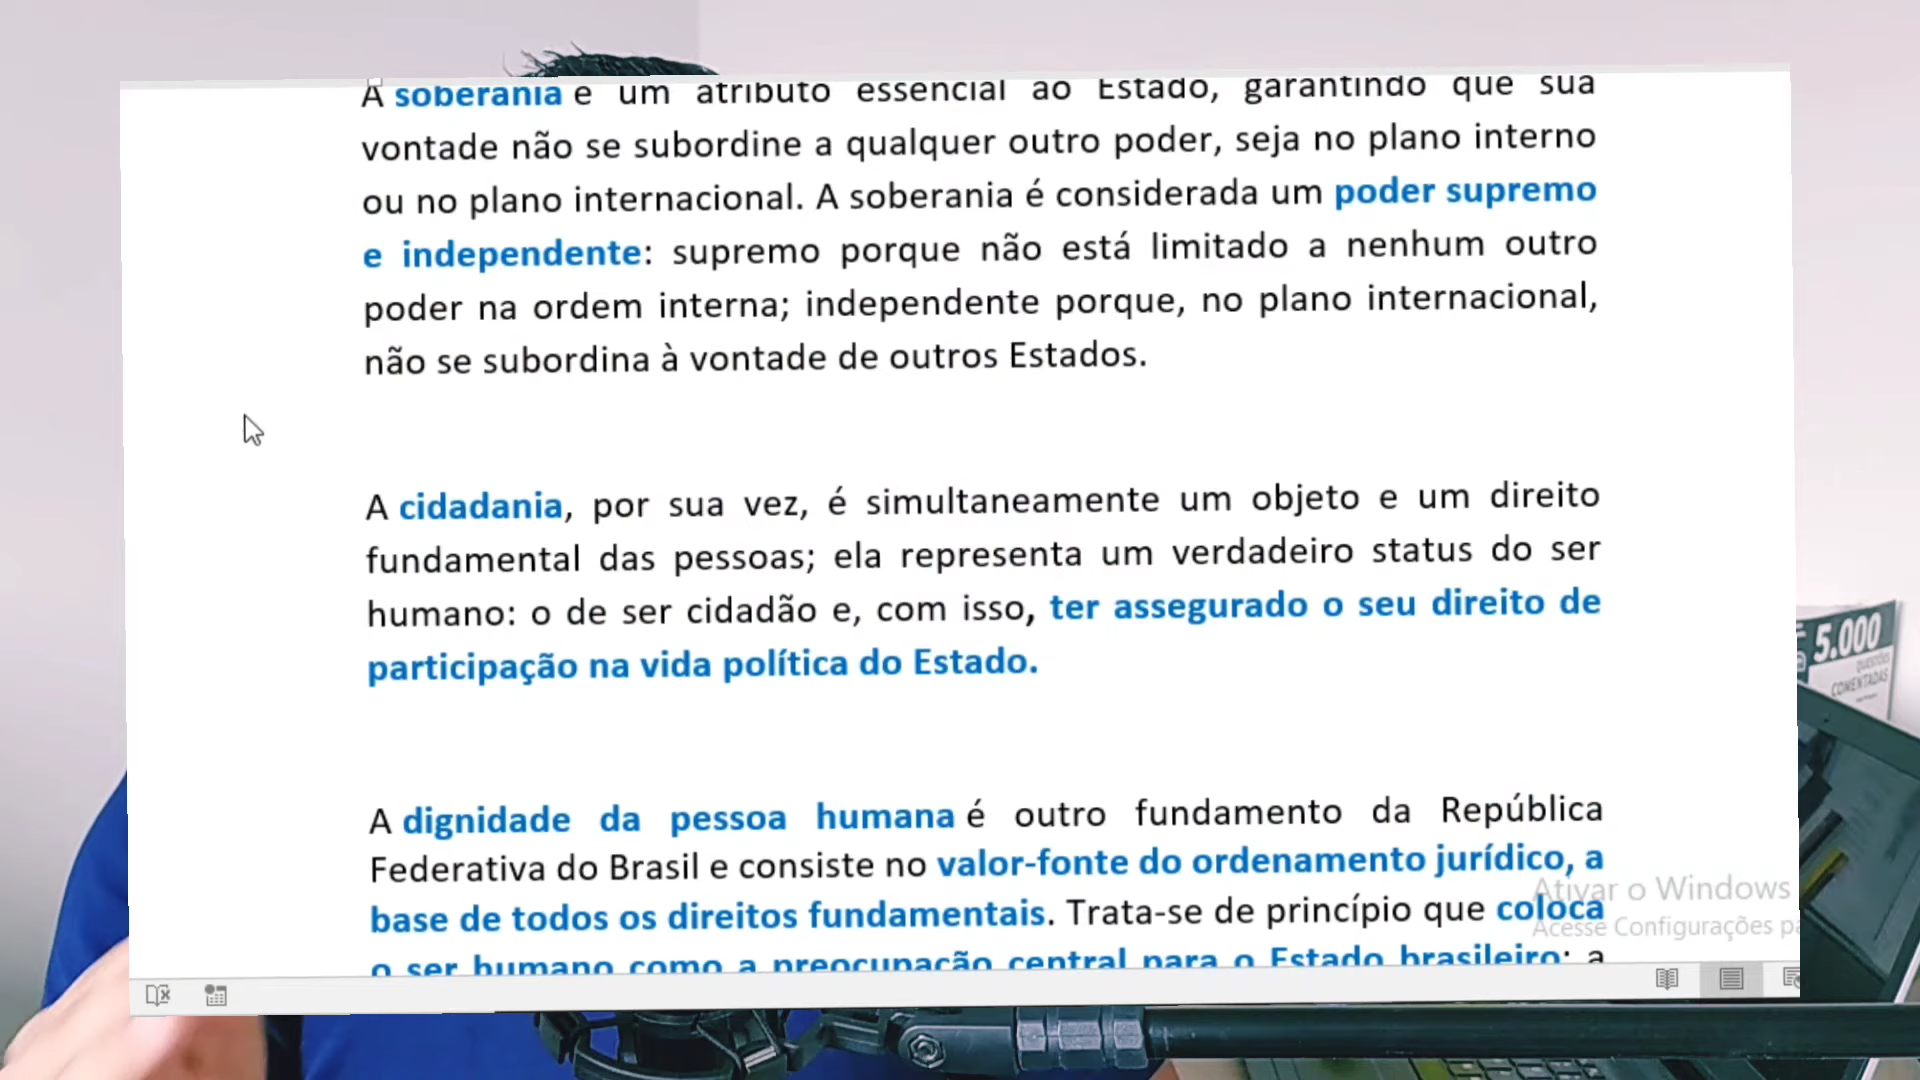 A soberania é um atributo essencial ao Estado, garantindo que sua
vontade não se subordine a qualquer outro poder, seja no plano interno
ou no plano internacional. A soberania é considerada um poder supremo
e independente: supremo porque não está limitado a nenhum outro
poder na ordem interna; independente porque, no plano internacional,
não se subordina à vontade de outros Estados.
A cidadania, por sua vez, é simultaneamente um objeto e um direito
fundamental das pessoas; ela representa um verdadeiro status do ser
humano: o de ser cidadão e, com isso, ter assegurado o seu direito de
participação na vida política do Estado.
A dignidade da pessoa humana é outro fundamento da República
Federativa do Brasil e consiste no valor-fonte do ordenamento jurídico, a
base de todos os direitos fundamentais. Trata-se de princípio que coloca
o ser humano como a preocupação central para o Estado brasileiro: a
Ativar o Windows
Acesse Configurações pa
5.000
QUESTÕES
COMENTADAS